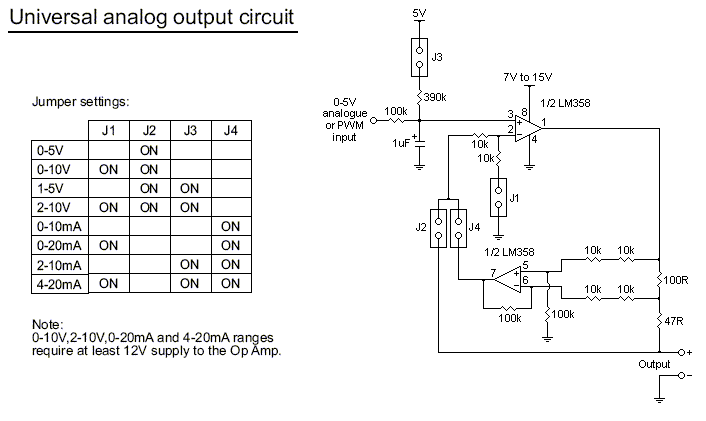 Universal analog output circuit
Jumper settings:
J1 J2 J3 J4
0-5V ON
0-10V ON ON
1-5V ON ON
2-10V ON ON ON
0-10mA ON
0-20mA ON ON
2-10mA ON ON
4-20mA ON ON ON
Note:
0-10V,2-10V,0-20mA and 4-20mA ranges
require at least 12V supply to the Op Amp.
5V
J3
390k
0-5V
analogue
or PWM
input
100k
1uF
+
7V to 15V
1/2 LM358
3
8
+
2
-
1
4
10k
10k
J1
J2
J4
1/2 LM358
7
5
+
6
-
100k
100k
10k 10k
10k 10k
100R
47R
+
Output
-